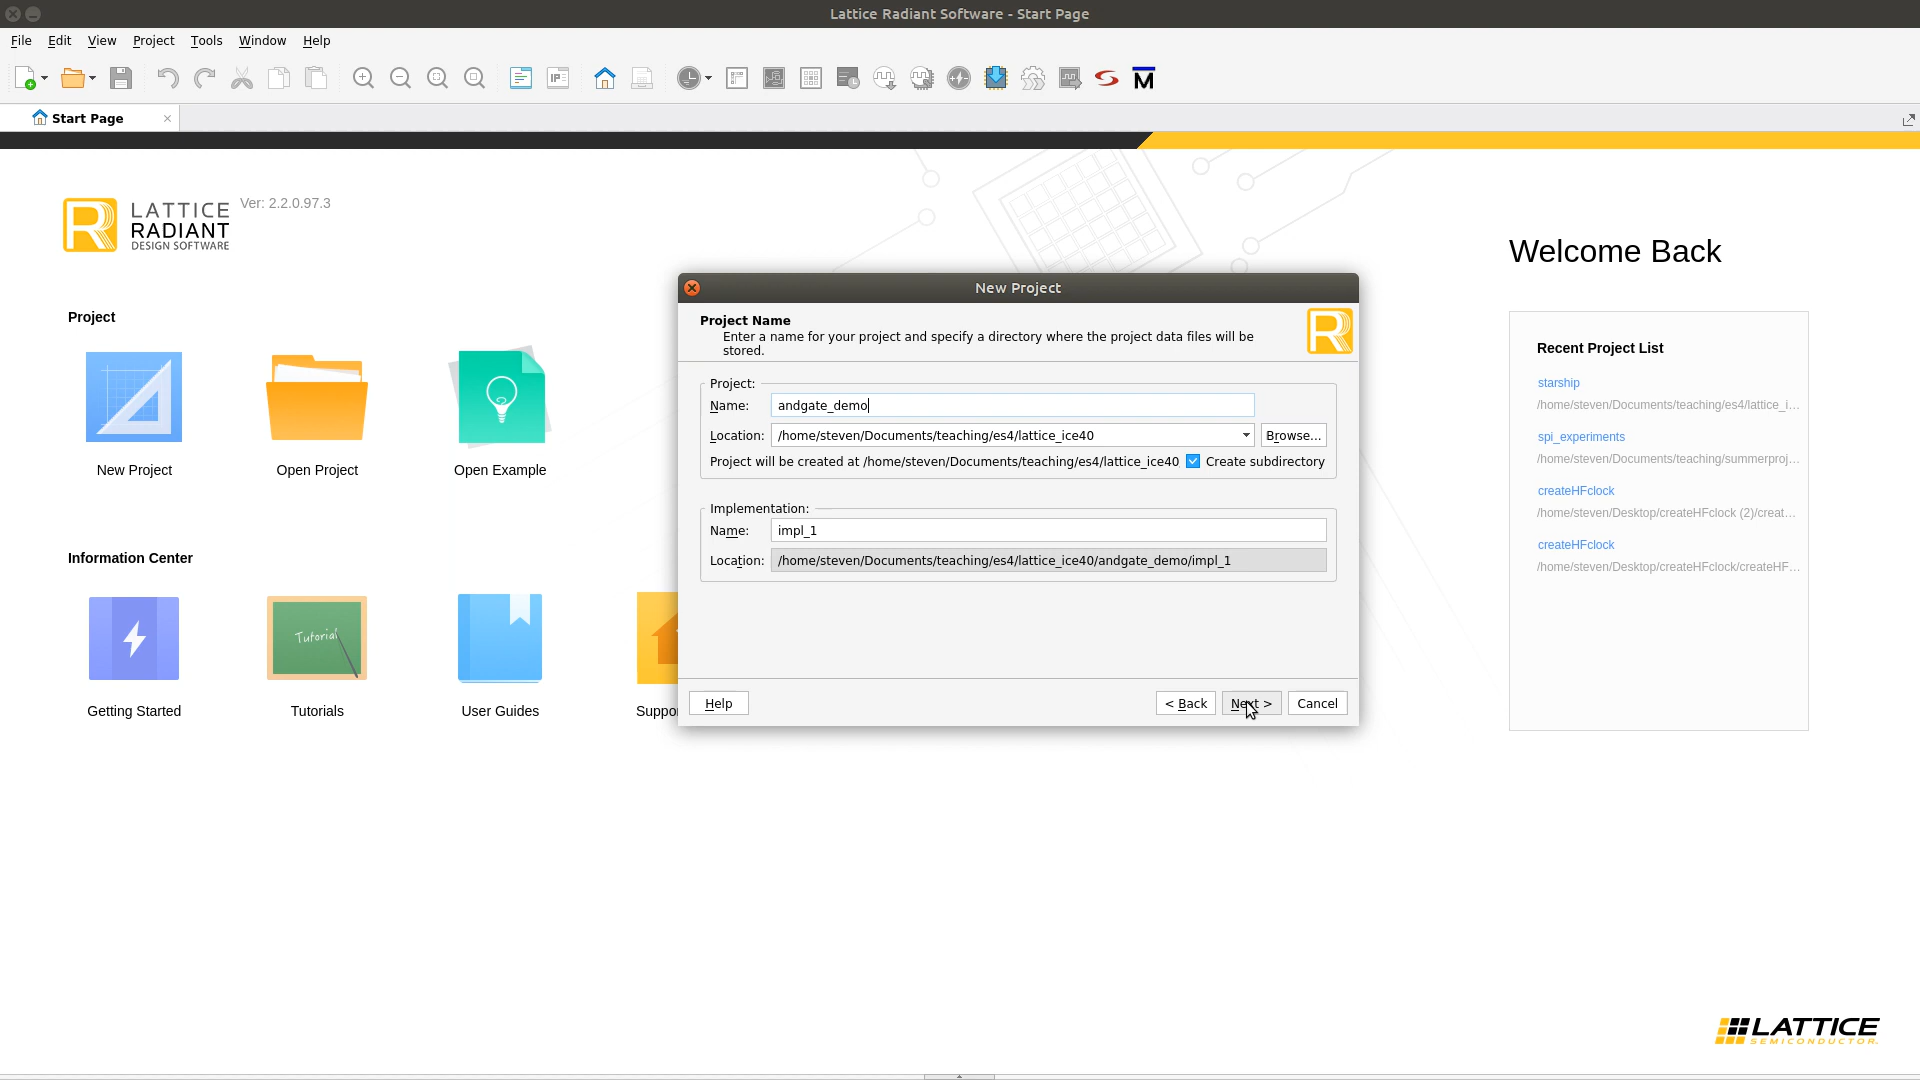 Lattice Radiant Software - Start Page
File Edit View Project Tools Window Help
Start Page
LATTICE
RADIANT
DESIGN SOFTWARE
Ver: 2.2.0.97.3
Welcome Back
Project
New Project
Open Project
Open Example
Information Center
Tutorial
Getting Started
Tutorials
User Guides
Suppo
New Project
Project Name
Enter a name for your project and specify a directory where the project data files will be
stored.
Project:
Name: andgate_demo
Location: /home/steven/Documents/teaching/es4/lattice_ice40 Browse...
Project will be created at /home/steven/Documents/teaching/es4/lattice_ice40 Create subdirectory
Implementation:
Name: impl_1
Location: /home/steven/Documents/teaching/es4/lattice_ice40/andgate_demo/impl_1
Help < Back Next > Cancel
Recent Project List
starship
/home/steven/Documents/teaching/es4/lattice_i...
spi_experiments
/home/steven/Documents/teaching/summerproj...
createHFclock
/home/steven/Desktop/createHFclock (2)/creat...
createHFclock
/home/steven/Desktop/createHFclock/createHF...
LATTICE
SEMICONDUCTOR.